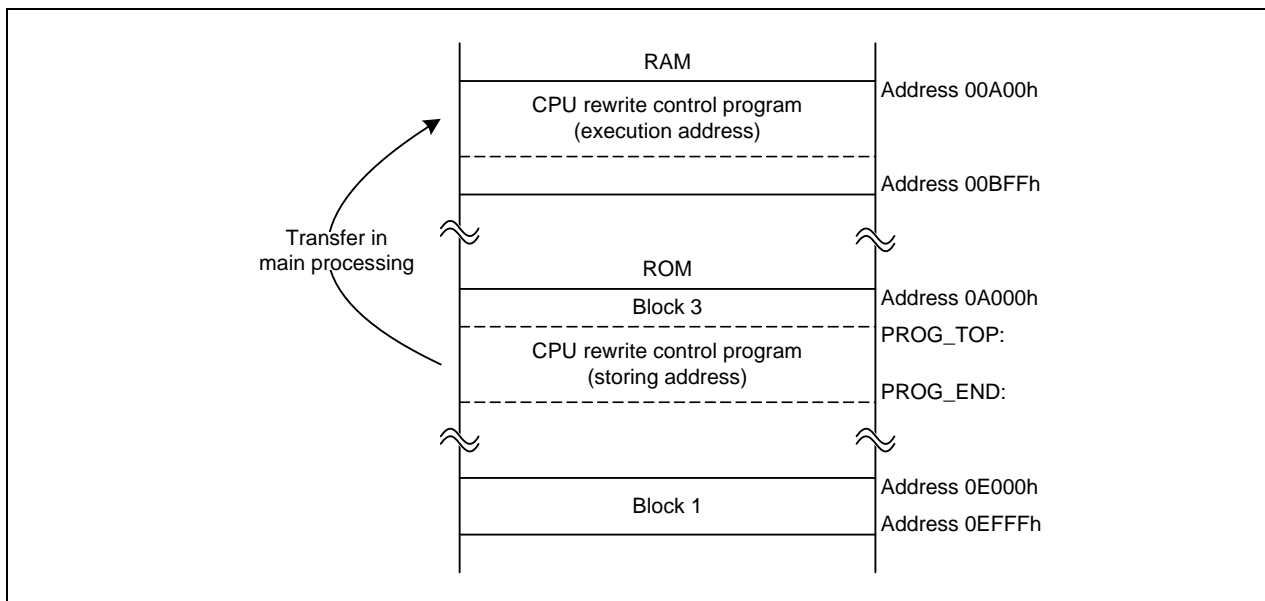 RAM
Address 00A00h
CPU rewrite control program
(execution address)
Address 00BFFh
Transfer in
main processing
ROM
Address 0A000h
Block 3
PROG_TOP:
CPU rewrite control program
(storing address)
PROG_END:
Address 0E000h
Block 1
Address 0EFFFh